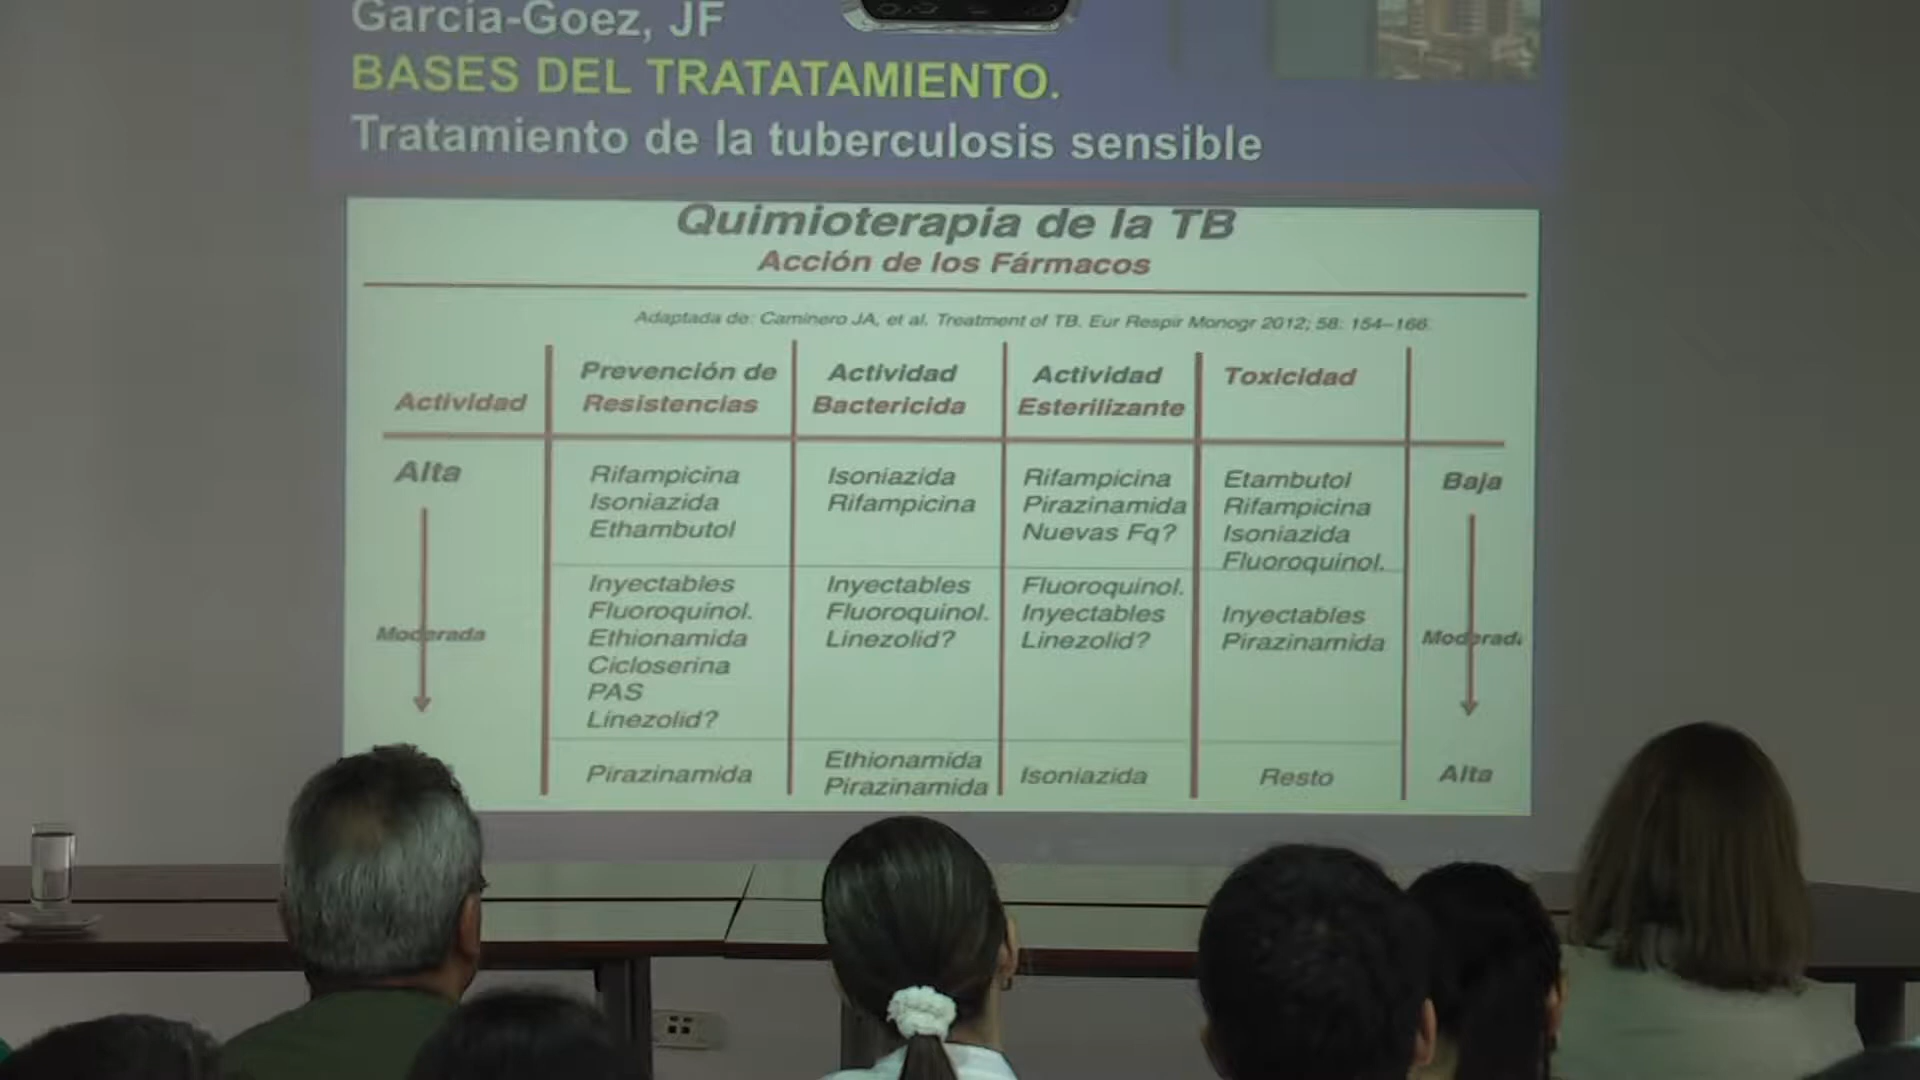 García-Goez, JF
BASES DEL TRATATAMIENTO.
Tratamiento de la tuberculosis sensible
Quimioterapia de la TB
Acción de los Fármacos
Adaptada de: Caminero JA, et al. Treatment of TB. Eur Respir Monogr 2012; 58: 154–166.
Actividad
Prevención de
Resistencias
Actividad
Bactericida
Actividad
Esterilizante
Toxicidad
Alta
Rifampicina
Isoniazida
Ethambutol
Isoniazida
Rifampicina
Rifampicina
Pirazinamida
Nuevas Fq?
Etambutol
Rifampicina
Isoniazida
Fluoroquinol.
Baja
Moderada
Inyectables
Fluoroquinol.
Ethionamida
Cicloserina
PAS
Linezolid?
Inyectables
Fluoroquinol.
Linezolid?
Fluoroquinol.
Inyectables
Linezolid?
Inyectables
Pirazinamida
Moderada
Pirazinamida
Ethionamida
Pirazinamida
Isoniazida
Resto
Alta